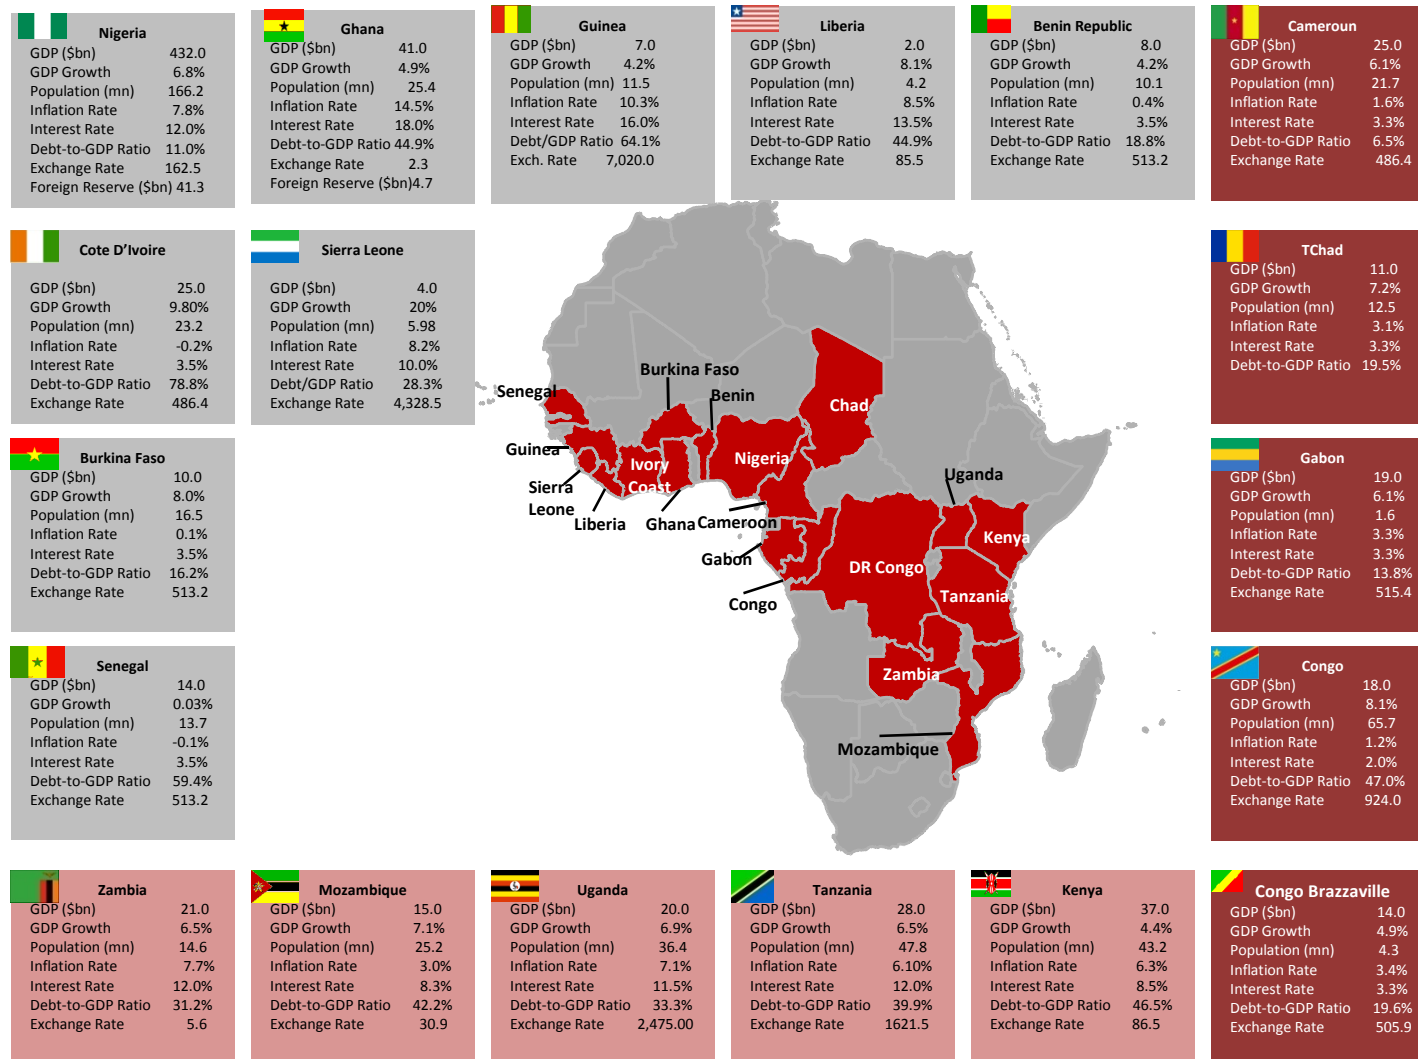 Nigeria
GDP ($bn) 432.0
GDP Growth 6.8%
Population (mn) 166.2
Inflation Rate 7.8%
Interest Rate 12.0%
Debt-to-GDP Ratio 11.0%
Exchange Rate 162.5
Foreign Reserve ($bn) 41.3
Ghana
GDP ($bn) 41.0
GDP Growth 4.9%
Population (mn) 25.4
Inflation Rate 14.5%
Interest Rate 18.0%
Debt-to-GDP Ratio 44.9%
Exchange Rate 2.3
Foreign Reserve ($bn)4.7
Guinea
GDP ($bn) 7.0
GDP Growth 4.2%
Population (mn) 11.5
Inflation Rate 10.3%
Interest Rate 16.0%
Debt/GDP Ratio 64.1%
Exch. Rate 7,020.0
Liberia
GDP ($bn) 2.0
GDP Growth 8.1%
Population (mn) 4.2
Inflation Rate 8.5%
Interest Rate 13.5%
Debt-to-GDP Ratio 44.9%
Exchange Rate 85.5
Benin Republic
GDP ($bn) 8.0
GDP Growth 4.2%
Population (mn) 10.1
Inflation Rate 0.4%
Interest Rate 3.5%
Debt-to-GDP Ratio 18.8%
Exchange Rate 513.2
Cameroun
GDP ($bn) 25.0
GDP Growth 6.1%
Population (mn) 21.7
Inflation Rate 1.6%
Interest Rate 3.3%
Debt-to-GDP Ratio 6.5%
Exchange Rate 486.4
Cote D’Ivoire
GDP ($bn) 25.0
GDP Growth 9.80%
Population (mn) 23.2
Inflation Rate -0.2%
Interest Rate 3.5%
Debt-to-GDP Ratio 78.8%
Exchange Rate 486.4
Sierra Leone
GDP ($bn) 4.0
GDP Growth 20%
Population (mn) 5.98
Inflation Rate 8.2%
Interest Rate 10.0%
Debt/GDP Ratio 28.3%
Exchange Rate 4,328.5
TChad
GDP ($bn) 11.0
GDP Growth 7.2%
Population (mn) 12.5
Inflation Rate 3.1%
Interest Rate 3.3%
Debt-to-GDP Ratio 19.5%
Burkina Faso
Senegal
Benin
Chad
Guinea
Ivory
Coast
Nigeria
Sierra
Leone
Liberia
Ghana
Cameroon
Uganda
Kenya
Gabon
DR Congo
Congo
Tanzania
Zambia
Mozambique
Burkina Faso
GDP ($bn) 10.0
GDP Growth 8.0%
Population (mn) 16.5
Inflation Rate 0.1%
Interest Rate 3.5%
Debt-to-GDP Ratio 16.2%
Exchange Rate 513.2
Gabon
GDP ($bn) 19.0
GDP Growth 6.1%
Population (mn) 1.6
Inflation Rate 3.3%
Interest Rate 3.3%
Debt-to-GDP Ratio 13.8%
Exchange Rate 515.4
Senegal
GDP ($bn) 14.0
GDP Growth 0.03%
Population (mn) 13.7
Inflation Rate -0.1%
Interest Rate 3.5%
Debt-to-GDP Ratio 59.4%
Exchange Rate 513.2
Congo
GDP ($bn) 18.0
GDP Growth 8.1%
Population (mn) 65.7
Inflation Rate 1.2%
Interest Rate 2.0%
Debt-to-GDP Ratio 47.0%
Exchange Rate 924.0
Zambia
GDP ($bn) 21.0
GDP Growth 6.5%
Population (mn) 14.6
Inflation Rate 7.7%
Interest Rate 12.0%
Debt-to-GDP Ratio 31.2%
Exchange Rate 5.6
Mozambique
GDP ($bn) 15.0
GDP Growth 7.1%
Population (mn) 25.2
Inflation Rate 3.0%
Interest Rate 8.3%
Debt-to-GDP Ratio 42.2%
Exchange Rate 30.9
Uganda
GDP ($bn) 20.0
GDP Growth 6.9%
Population (mn) 36.4
Inflation Rate 7.1%
Interest Rate 11.5%
Debt-to-GDP Ratio 33.3%
Exchange Rate 2,475.00
Tanzania
GDP ($bn) 28.0
GDP Growth 6.5%
Population (mn) 47.8
Inflation Rate 6.10%
Interest Rate 12.0%
Debt-to-GDP Ratio 39.9%
Exchange Rate 1621.5
Kenya
GDP ($bn) 37.0
GDP Growth 4.4%
Population (mn) 43.2
Inflation Rate 6.3%
Interest Rate 8.5%
Debt-to-GDP Ratio 46.5%
Exchange Rate 86.5
Congo Brazzaville
GDP ($bn) 14.0
GDP Growth 4.9%
Population (mn) 4.3
Inflation Rate 3.4%
Interest Rate 3.3%
Debt-to-GDP Ratio 19.6%
Exchange Rate 505.9